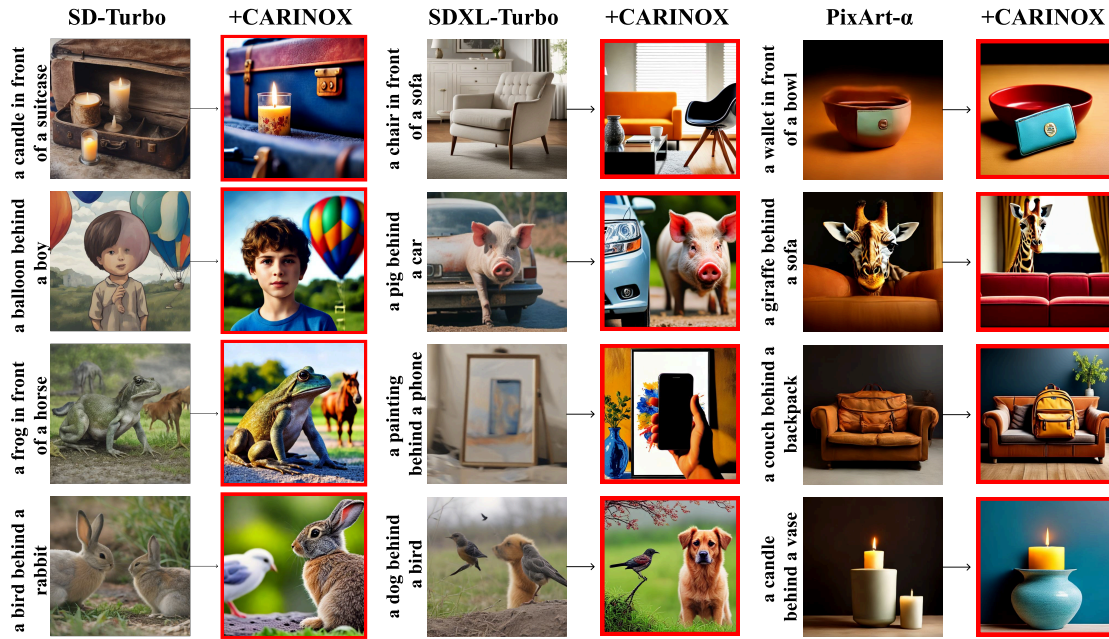 SD-Turbo
+CARINOX
SDXL-Turbo
+CARINOX
PixArt-α
+CARINOX
a candle in front
of a suitcase
a chair in front
of a sofa
a wallet in front
of a bowl
a balloon behind
a boy
a pig behind
a car
a giraffe behind
a sofa
a frog in front
of a horse
a painting
behind a phone
a couch behind a
backpack
a bird behind a
rabbit
a dog behind
a bird
a candle
behind a vase